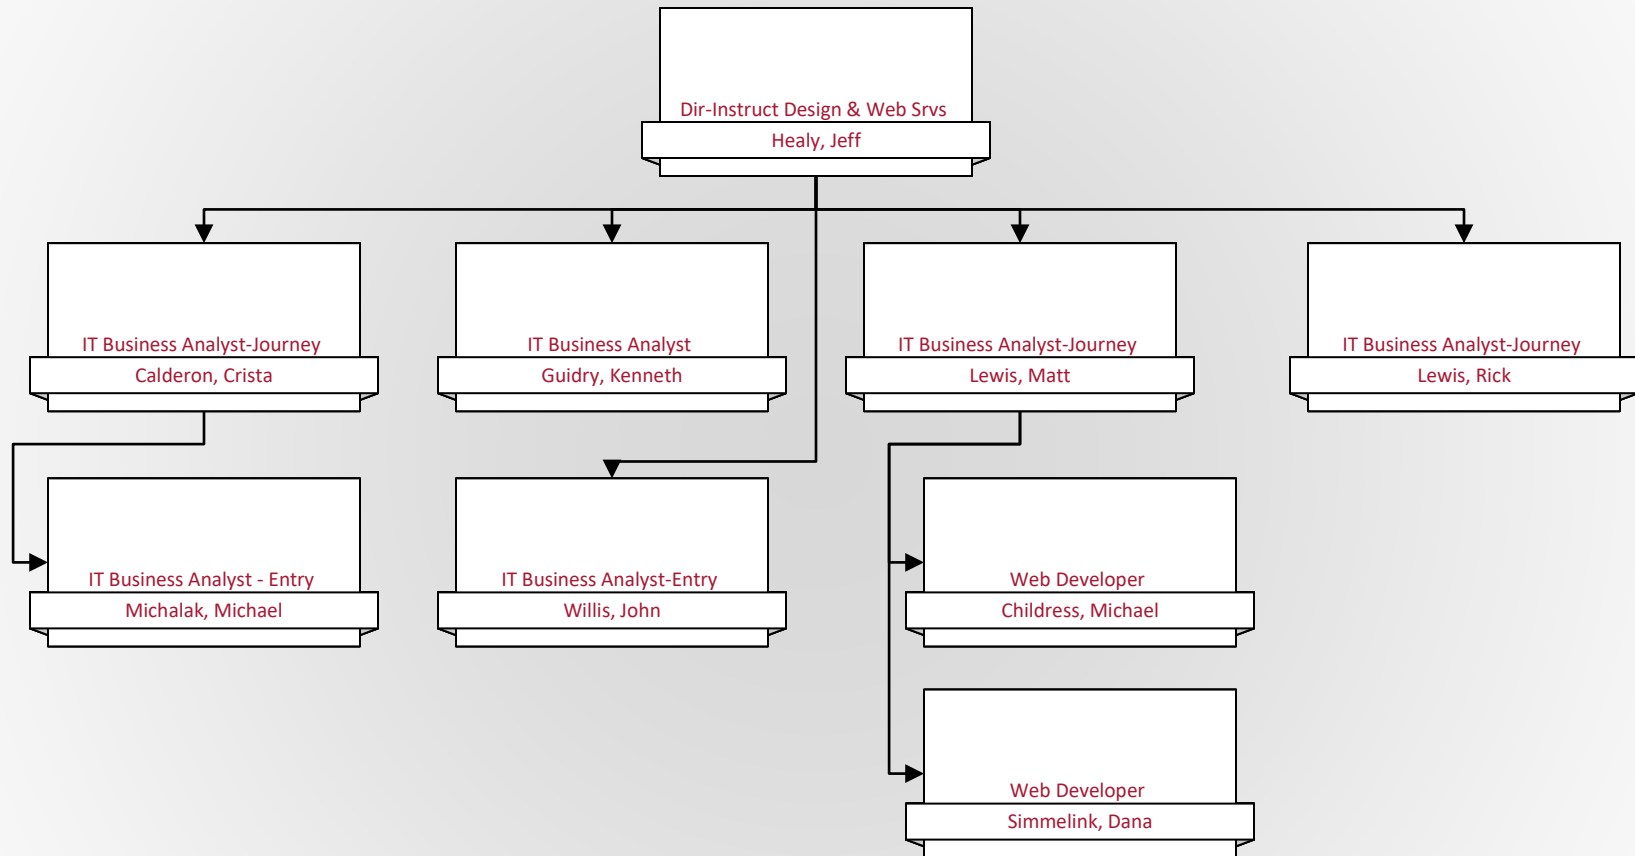 Dir-Instruct Design & Web Srvs
Healy, Jeff
IT Business Analyst-Journey
Calderon, Crista
IT Business Analyst
Guidry, Kenneth
IT Business Analyst-Journey
Lewis, Matt
IT Business Analyst-Journey
Lewis, Rick
IT Business Analyst - Entry
Michalak, Michael
IT Business Analyst-Entry
Willis, John
Web Developer
Childress, Michael
Web Developer
Simmelink, Dana